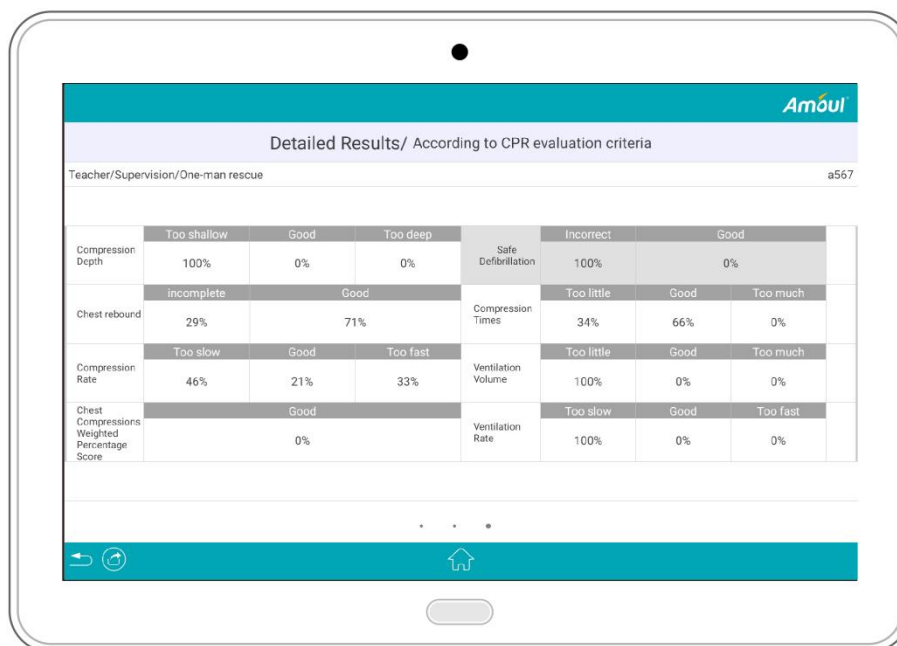 Amoul
Detailed Results/ According to CPR evaluation criteria
Teacher/Supervision/One-man rescue a567
Compression
Depth
Too shallow Good Too deep
100% 0% 0%
Safe
Defibrillation
Incorrect Good
100% 0%
Chest rebound
incomplete Good
29% 71%
Compression
Times
Too little Good Too much
34% 66% 0%
Compression
Rate
Too slow Good Too fast
46% 21% 33%
Ventilation
Volume
Too little Good Too much
100% 0% 0%
Chest
Compressions
Weighted
Percentage
Score
Good
0%
Ventilation
Rate
Too slow Good Too fast
100% 0% 0%